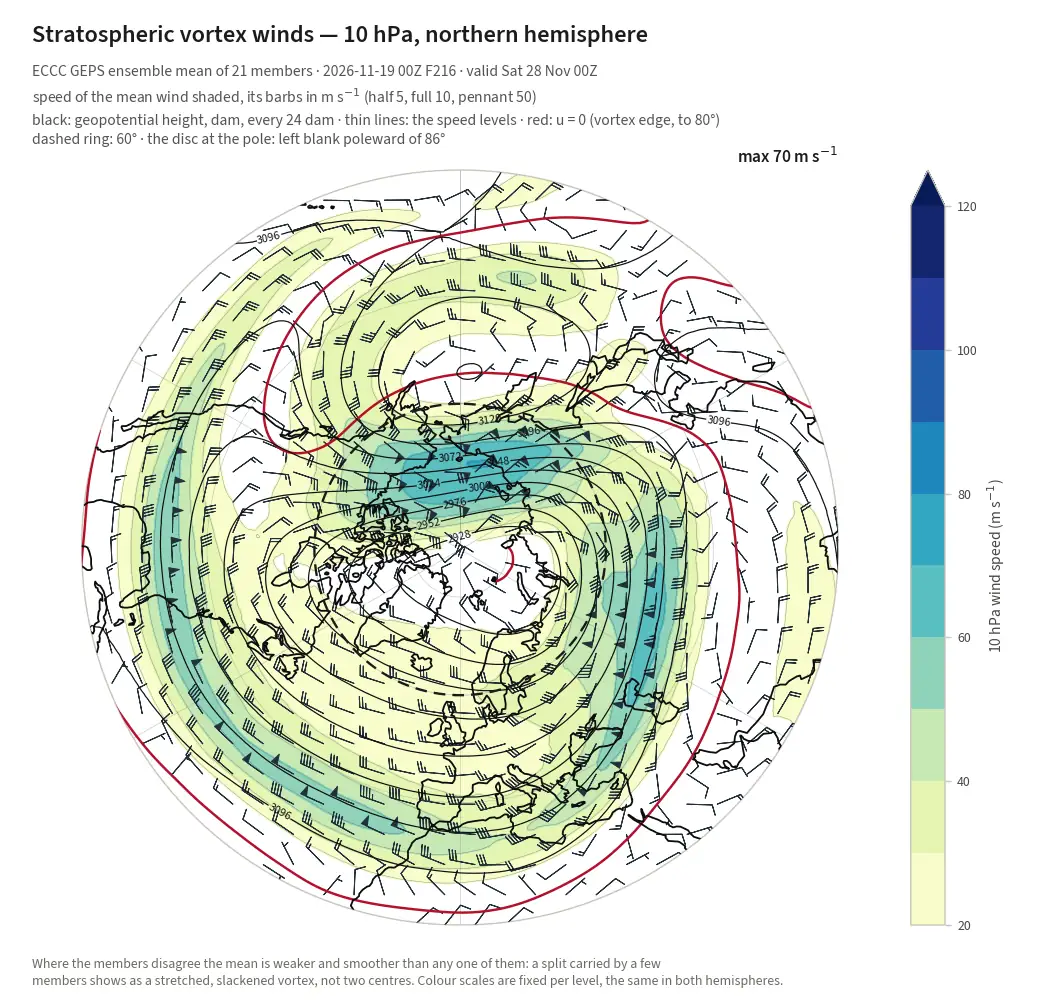 Stratospheric vortex winds — 10 hPa, northern hemisphere
ECCC GEPS ensemble mean of 21 members · 2026-11-19 00Z F216 · valid Sat 28 Nov 00Z
speed of the mean wind shaded, its barbs in m s⁻¹ (half 5, full 10, pennant 50)
black: geopotential height, dam, every 24 dam · thin lines: the speed levels · red: u = 0 (vortex edge, to 80°)
dashed ring: 60° · the disc at the pole: left blank poleward of 86°
max 70 m s⁻¹
120
100
80
60
40
20
10 hPa wind speed (m s⁻¹)
3096
3096
3072
3096
2976
2952
2928
3096
Where the members disagree the mean is weaker and smoother than any one of them: a split carried by a few
members shows as a stretched, slackened vortex, not two centres. Colour scales are fixed per level, the same in both hemispheres.